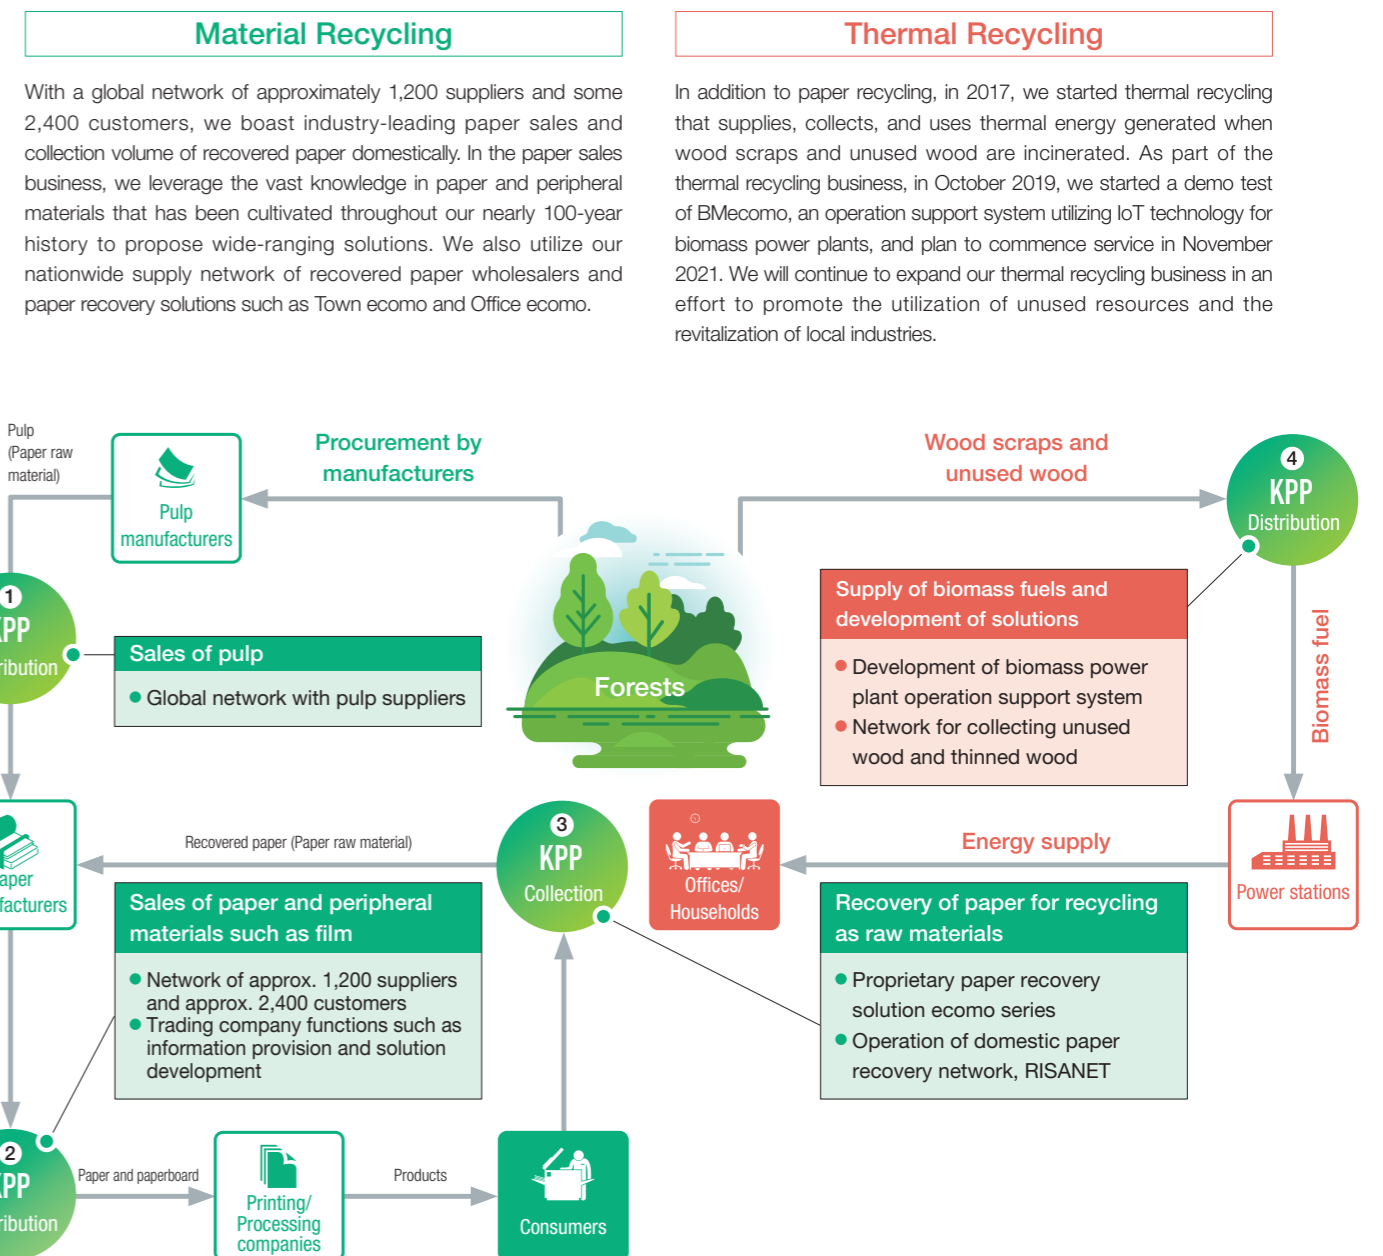 Material Recycling
With a global network of approximately 1,200 suppliers and some
2,400 customers, we boast industry-leading paper sales and
collection volume of recovered paper domestically. In the paper sales
business, we leverage the vast knowledge in paper and peripheral
materials that has been cultivated throughout our nearly 100-year
history to propose wide-ranging solutions. We also utilize our
nationwide supply network of recovered paper wholesalers and
paper recovery solutions such as Town ecomo and Office ecomo.
Thermal Recycling
In addition to paper recycling, in 2017, we started thermal recycling
that supplies, collects, and uses thermal energy generated when
wood scraps and unused wood are incinerated. As part of the
thermal recycling business, in October 2019, we started a demo test
of BMecomo, an operation support system utilizing IoT technology for
biomass power plants, and plan to commence service in November
2021. We will continue to expand our thermal recycling business in an
effort to promote the utilization of unused resources and the
revitalization of local industries.
Pulp
(Paper raw
material)
Pulp
manufacturers
Procurement by
manufacturers
Wood scraps and
unused wood
4
KPP
Distribution
1
PP
ribution
Sales of pulp
● Global network with pulp suppliers
Forests
Supply of biomass fuels and
development of solutions
● Development of biomass power
plant operation support system
● Network for collecting unused
wood and thinned wood
Biomass fuel
aper
facturers
Recovered paper (Paper raw material)
3
KPP
Collection
Offices/
Households
Energy supply
Power stations
Sales of paper and peripheral
materials such as film
● Network of approx. 1,200 suppliers
and approx. 2,400 customers
● Trading company functions such as
information provision and solution
development
Recovery of paper for recycling
as raw materials
● Proprietary paper recovery
solution ecomo series
● Operation of domestic paper
recovery network, RISANET
2
PP
ribution
Paper and paperboard
Printing/
Processing
companies
Products
Consumers